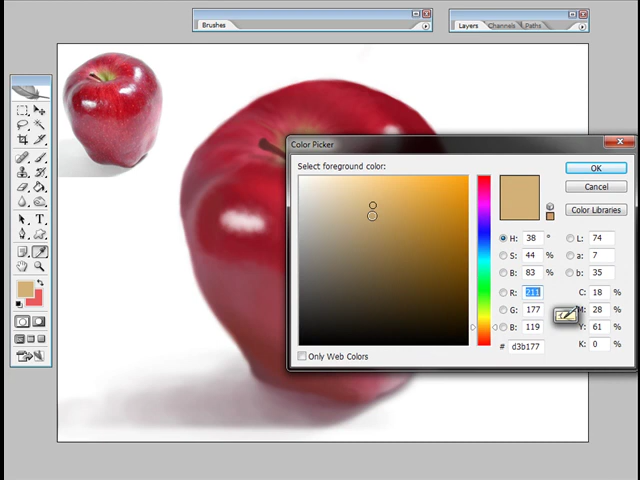 Brushes
Layers Channels Paths
Color Picker
Select foreground color:
OK
Cancel
Color Libraries
H: 38 °
S: 44 %
B: 83 %
R: 211
G: 177
B: 119
# d3b177
L: 74
a: 7
b: 35
C: 18 %
M: 28 %
Y: 61 %
K: 0 %
Only Web Colors
T